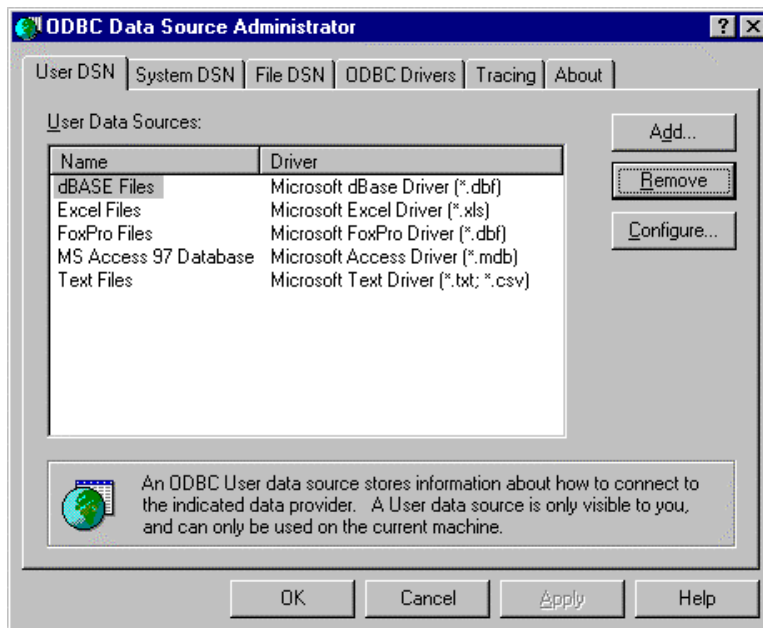 ODBC Data Source Administrator
User DSN System DSN File DSN ODBC Drivers Tracing About
User Data Sources:
Add...
Name Driver
dBASE Files Microsoft dBase Driver (*.dbf)
Remove
Excel Files Microsoft Excel Driver (*.xls)
FoxPro Files Microsoft FoxPro Driver (*.dbf)
Configure...
MS Access 97 Database Microsoft Access Driver (*.mdb)
Text Files Microsoft Text Driver (*.txt; *.csv)
An ODBC User data source stores information about how to connect to
the indicated data provider. A User data source is only visible to you,
and can only be used on the current machine.
OK Cancel Apply Help